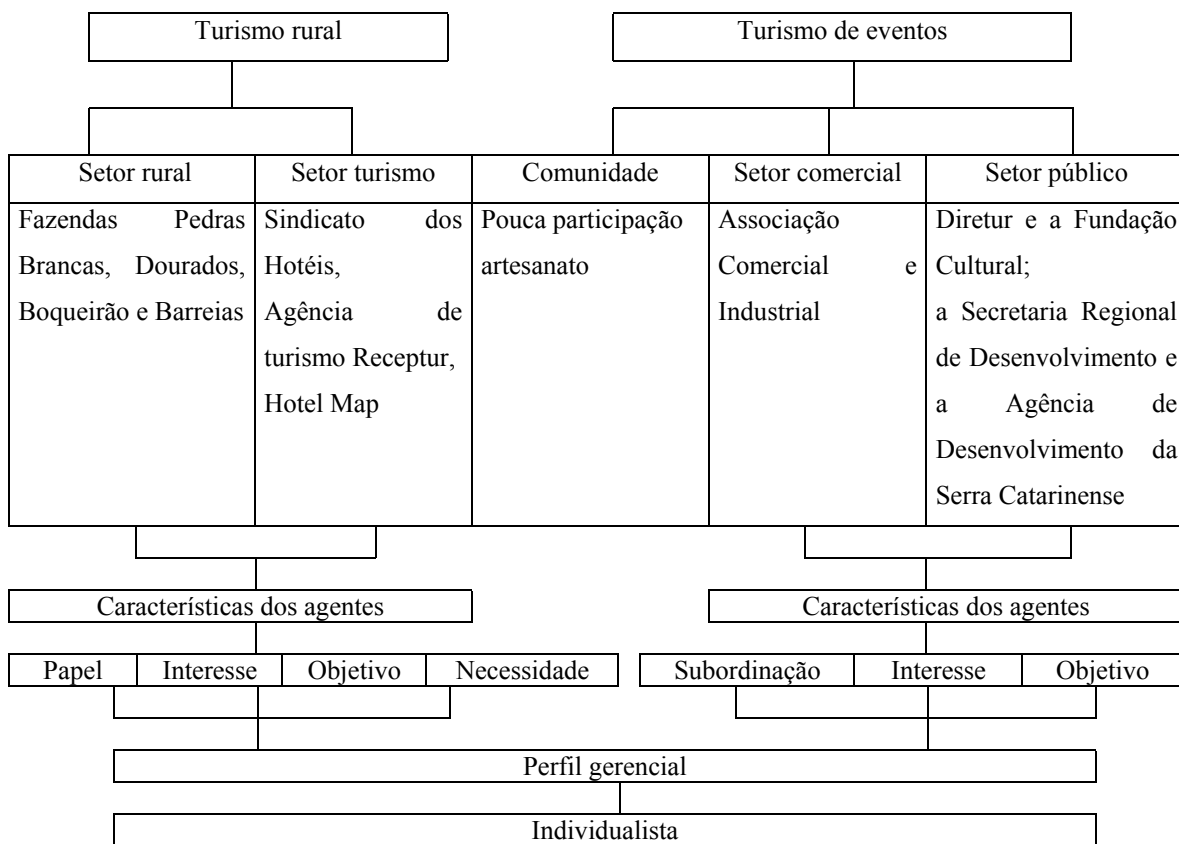 Turismo rural
Turismo de eventos
Setor rural
Setor turismo
Comunidade
Setor comercial
Setor público
Fazendas Pedras
Brancas, Dourados,
Boqueirão e Barreias
Sindicato dos
Hotéis,
Agência de
turismo Receptur,
Hotel Map
Pouca participação
artesanato
Associação
Comercial e
Industrial
Diretur e a Fundação
Cultural;
a Secretaria Regional
de Desenvolvimento e
a Agência de
Desenvolvimento da
Serra Catarinense
Características dos agentes
Características dos agentes
Papel
Interesse
Objetivo
Necessidade
Subordinação
Interesse
Objetivo
Perfil gerencial
Individualista